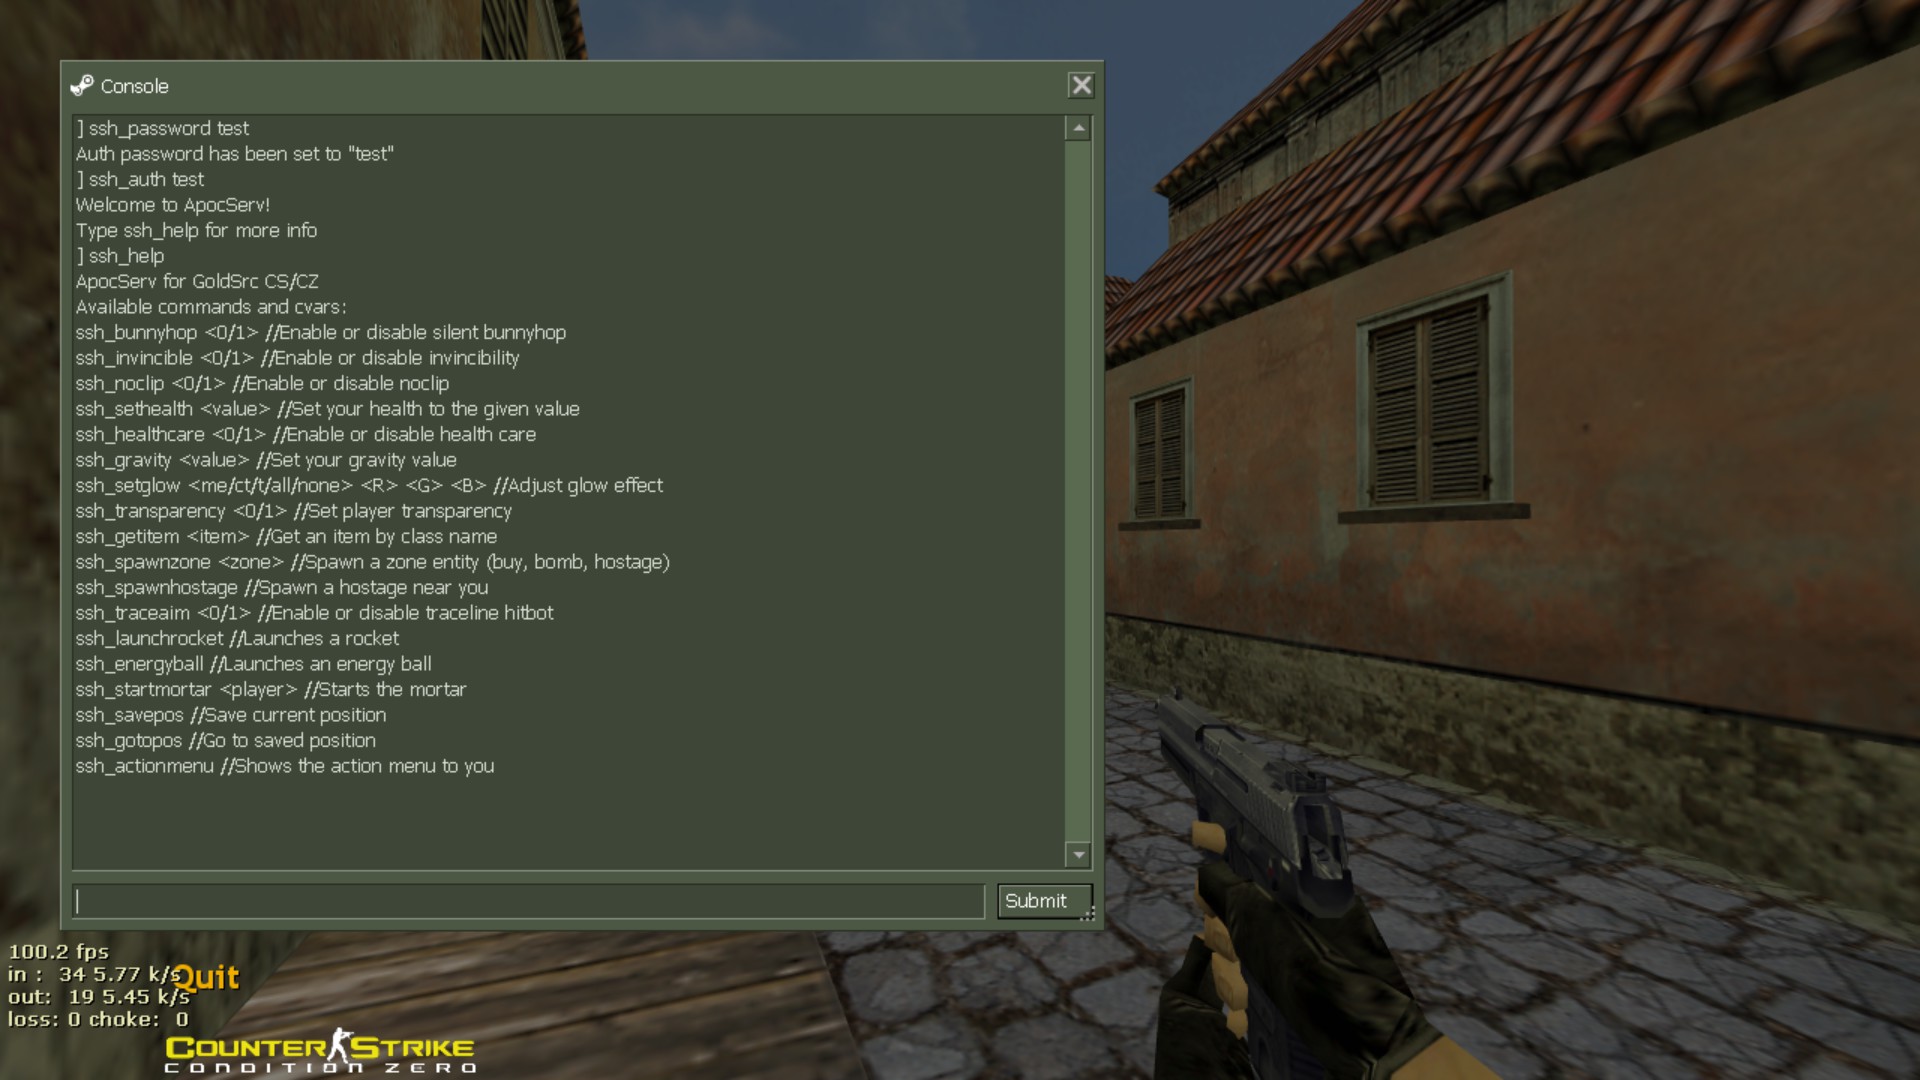 Console
] ssh_password test
Auth password has been set to "test"
] ssh_auth test
Welcome to ApocServ!
Type ssh_help for more info
] ssh_help
ApocServ for GoldSrc CS/CZ
Available commands and cvars:
ssh_bunnyhop <0/1> //Enable or disable silent bunnyhop
ssh_invincible <0/1> //Enable or disable invincibility
ssh_noclip <0/1> //Enable or disable noclip
ssh_sethealth <value> //Set your health to the given value
ssh_healthcare <0/1> //Enable or disable health care
ssh_gravity <value> //Set your gravity value
ssh_setglow <me/ct/t/all/none> <R> <G> <B> //Adjust glow effect
ssh_transparency <0/1> //Set player transparency
ssh_getitem <item> //Get an item by class name
ssh_spawnzone <zone> //Spawn a zone entity (buy, bomb, hostage)
ssh_spawnhostage //Spawn a hostage near you
ssh_traceaim <0/1> //Enable or disable traceline hitbot
ssh_launchrocket //Launches a rocket
ssh_energyball //Launches an energy ball
ssh_startmortar <player> //Starts the mortar
ssh_savepos //Save current position
ssh_gotopos //Go to saved position
ssh_actionmenu //Shows the action menu to you
Submit
100.2 fps
in : 34 5.77 k/s
Quit
out: 19 5.45 k/s
loss: 0 choke: 0
COUNTER STRIKE
CONDITION ZERO